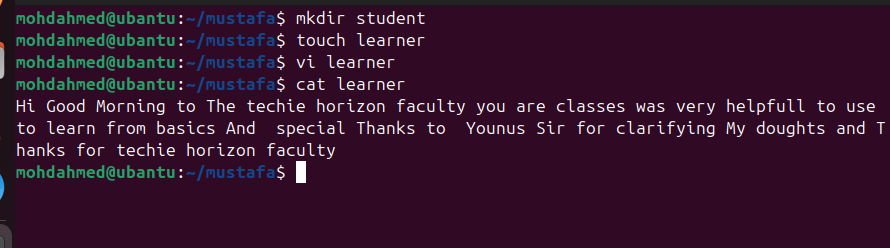 mohdahmed@ubantu:~/mustafa$ mkdir student
mohdahmed@ubantu:~/mustafa$ touch learner
mohdahmed@ubantu:~/mustafa$ vi learner
mohdahmed@ubantu:~/mustafa$ cat learner
Hi Good Morning to The techie horizon faculty you are classes was very helpfull to use
to learn from basics And  special Thanks to  Younus Sir for clarifying My doughts and T
hanks for techie horizon faculty
mohdahmed@ubantu:~/mustafa$